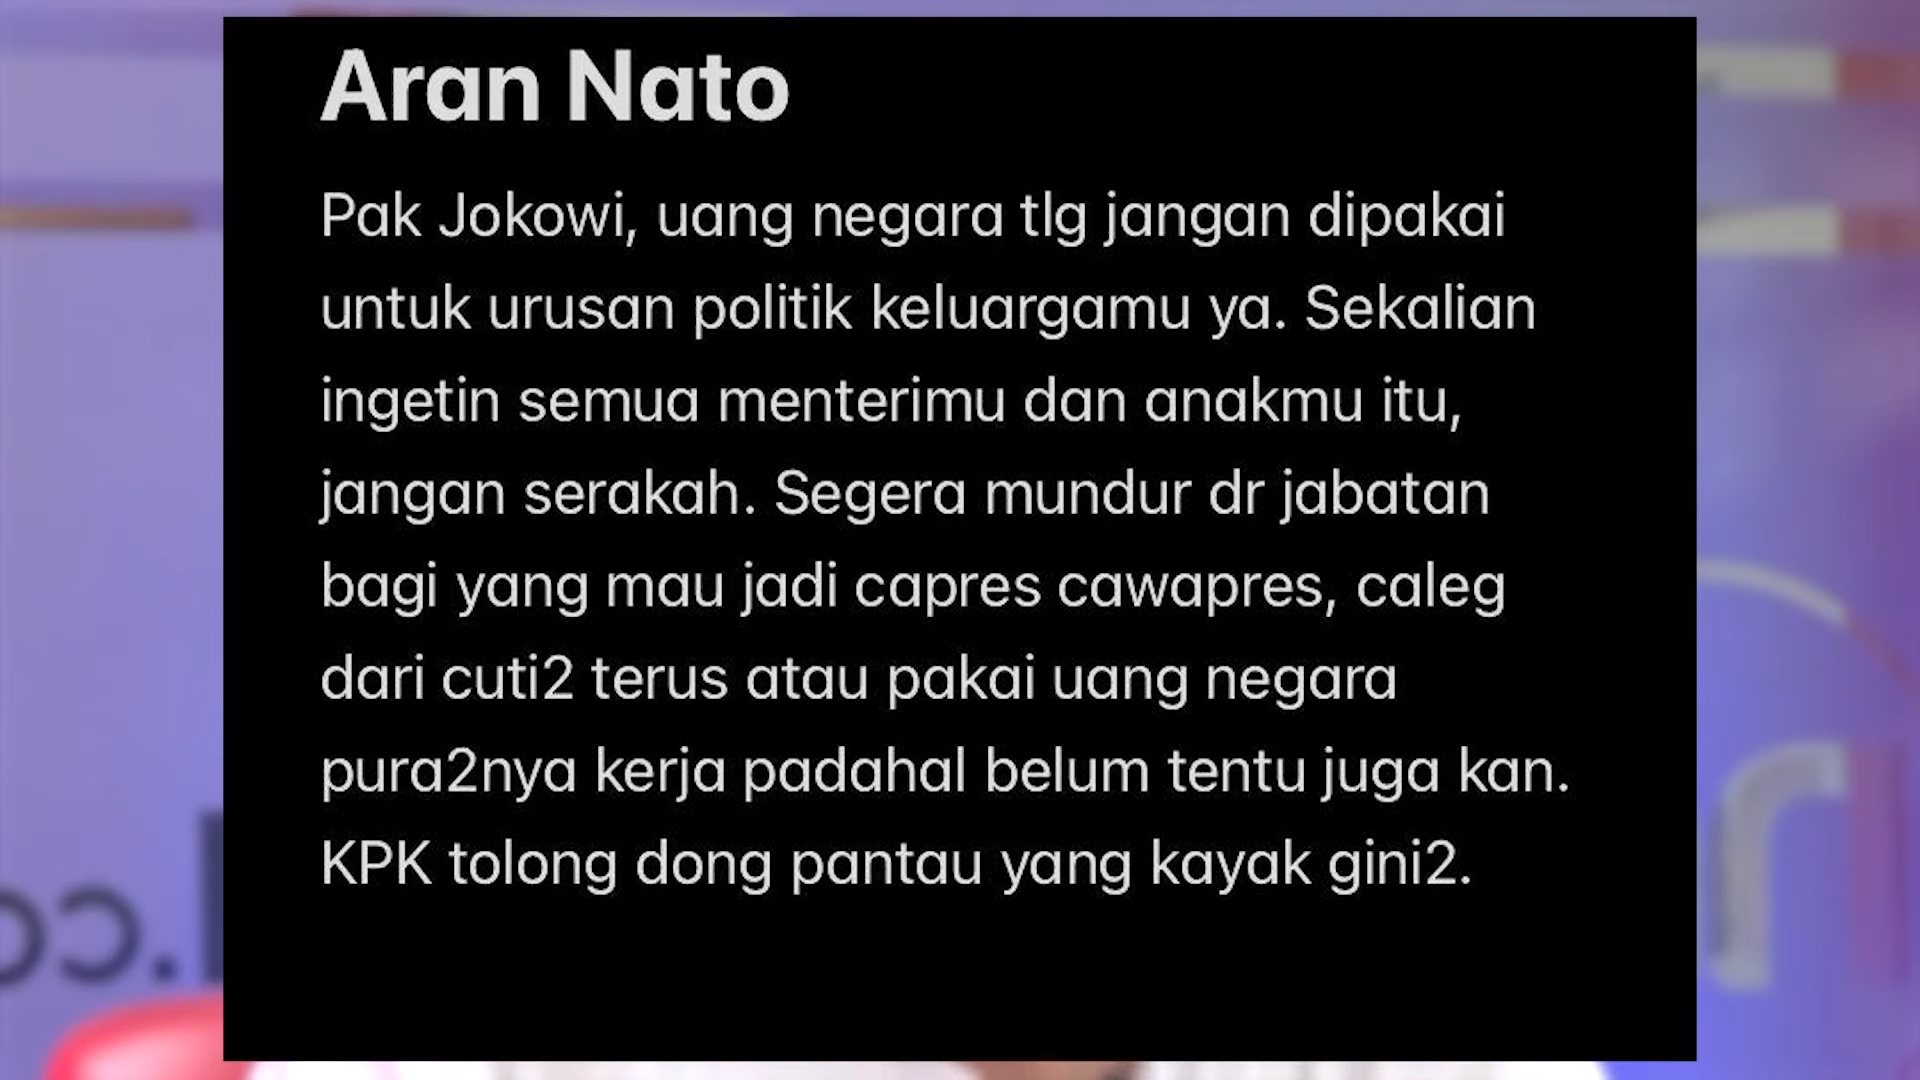 Aran Nato
Pak Jokowi, uang negara tlg jangan dipakai
untuk urusan politik keluargamu ya. Sekalian
ingetin semua menterimu dan anakmu itu,
jangan serakah. Segera mundur dr jabatan
bagi yang mau jadi capres cawapres, caleg
dari cuti2 terus atau pakai uang negara
pura2nya kerja padahal belum tentu juga kan.
KPK tolong dong pantau yang kayak gini2.